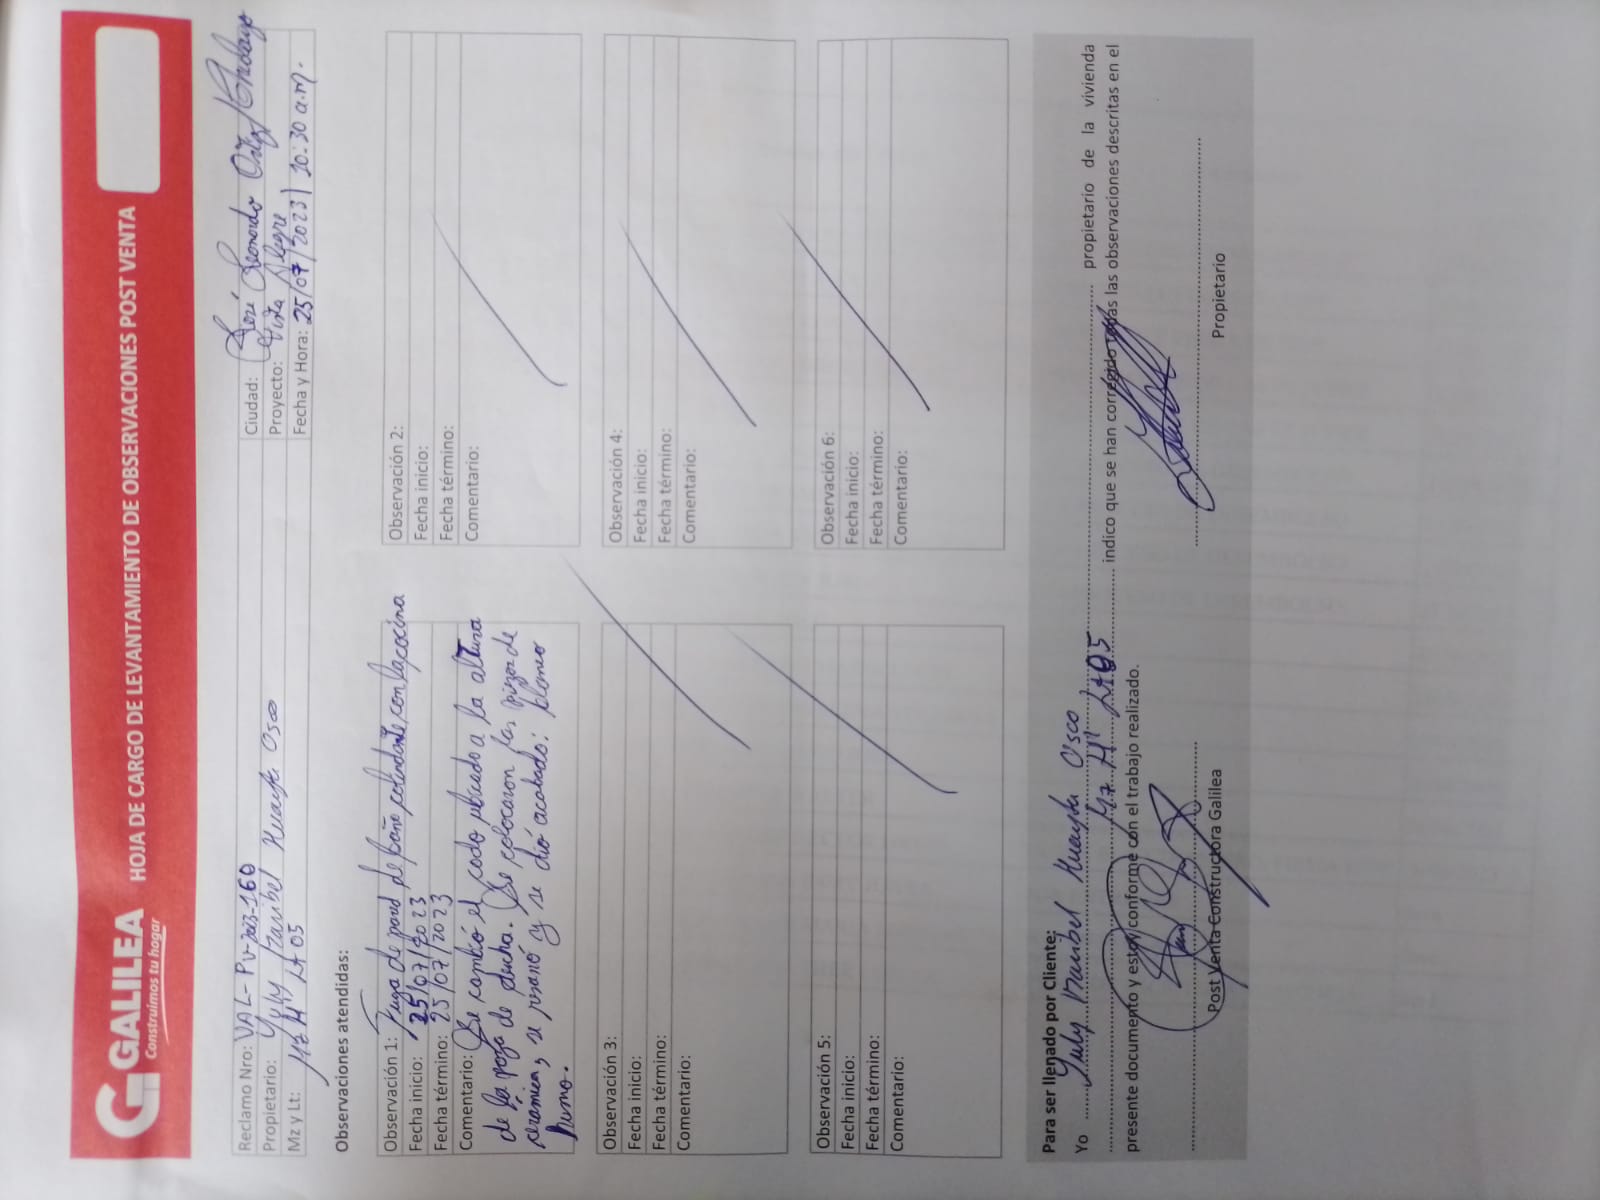 GALILEA
Construimos tu hogar
HOJA DE CARGO DE LEVANTAMIENTO DE OBSERVACIONES POST VENTA
Reclamo Nro: VAL-PV-2023-160
Propietario: Yuly Maribel Huayta Osco
Mz y Lt: Mz H' Lt 05
Ciudad: José Leonardo Ortiz / Chiclayo
Proyecto: Vista Alegre
Fecha y Hora: 25/07/2023 | 10:30 a.m.
Observaciones atendidas:
Observación 1: Fuga de pared de baño colindante con la cocina
Fecha inicio: 25/07/2023
Fecha término: 25/07/2023
Comentario: Se cambió el codo ubicado a la altura
de la poza de ducha. Se colocaron las piezas de
cerámica, se resanó y se dió acabado: blanco
humo.
Observación 2:
Fecha inicio:
Fecha término:
Comentario:
Observación 3:
Fecha inicio:
Fecha término:
Comentario:
Observación 4:
Fecha inicio:
Fecha término:
Comentario:
Observación 5:
Fecha inicio:
Fecha término:
Comentario:
Observación 6:
Fecha inicio:
Fecha término:
Comentario:
Para ser llenado por Cliente:
Yo Yuly Maribel Huayta Osco propietario de la vivienda
Mz H' Lt 05 indico que se han corregido todas las observaciones descritas en el
presente documento y estoy conforme con el trabajo realizado.
Post Venta Constructora Galilea
Propietario